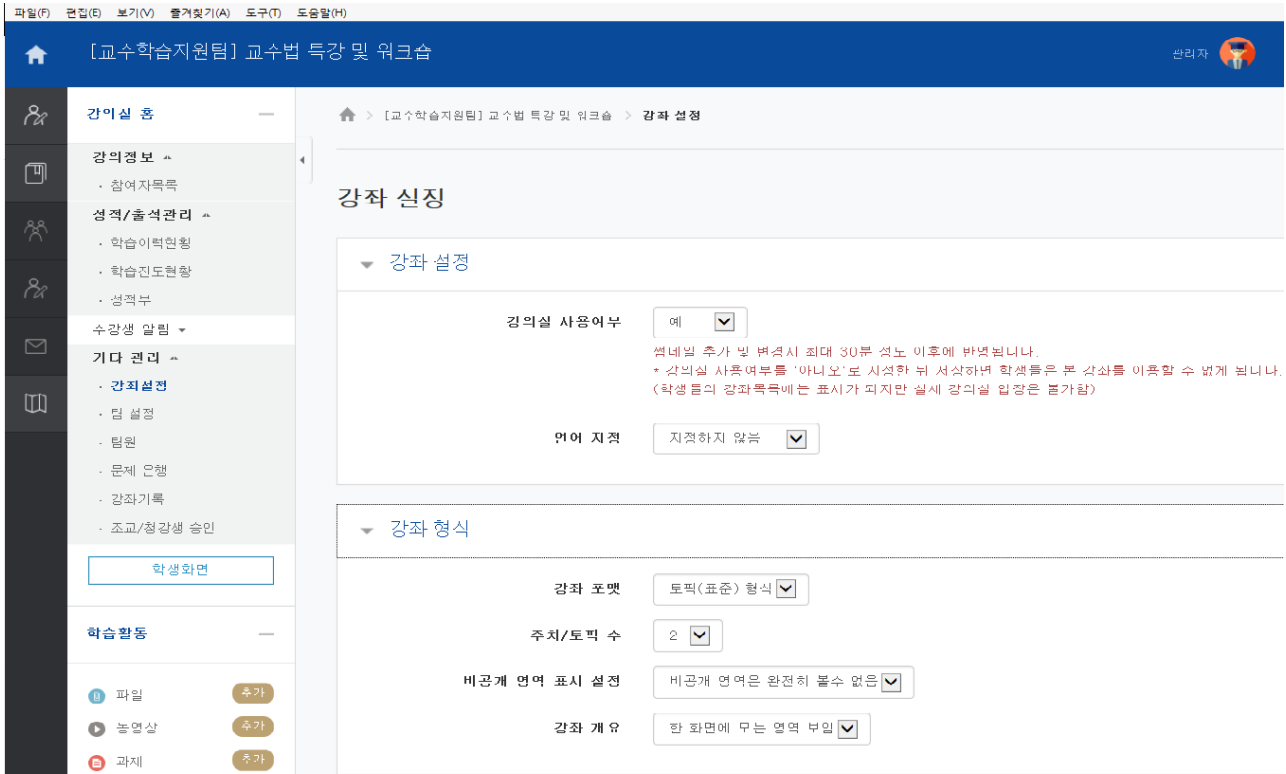 파일(F) 편집(E) 보기(V) 즐겨찾기(A) 도구(T) 도움말(H)
[교수학습지원팀] 교수법 특강 및 워크숍
관리자
강의실 홈
강의정보
· 참여자목록
성적/출석관리
· 학습이력현황
· 학습진도현황
· 성적부
수강생 알림
기타 관리
· 강좌설정
· 팀 설정
· 팀원
· 문제 은행
· 강좌기록
· 조교/청강생 승인
학생화면
학습활동
파일 추가
동영상 추가
과제 추가
> [교수학습지원팀] 교수법 특강 및 워크숍 > 강좌 설정
강좌 설정
강좌 설정
강의실 사용여부 예
썸네일 추가 및 변경시 최대 30분 정도 이후에 반영됩니다.
* 강의실 사용여부를 '아니오'로 지정한 뒤 저장하면 학생들은 본 강좌를 이용할 수 없게 됩니다.
(학생들의 강좌목록에는 표시가 되지만 실제 강의실 입장은 불가함)
언어 지정 지정하지 않음
강좌 형식
강좌 포맷 토픽(표준) 형식
주차/토픽 수 2
비공개 영역 표시 설정 비공개 영역은 완전히 볼수 없음
강좌 개요 한 화면에 모든 영역 보임